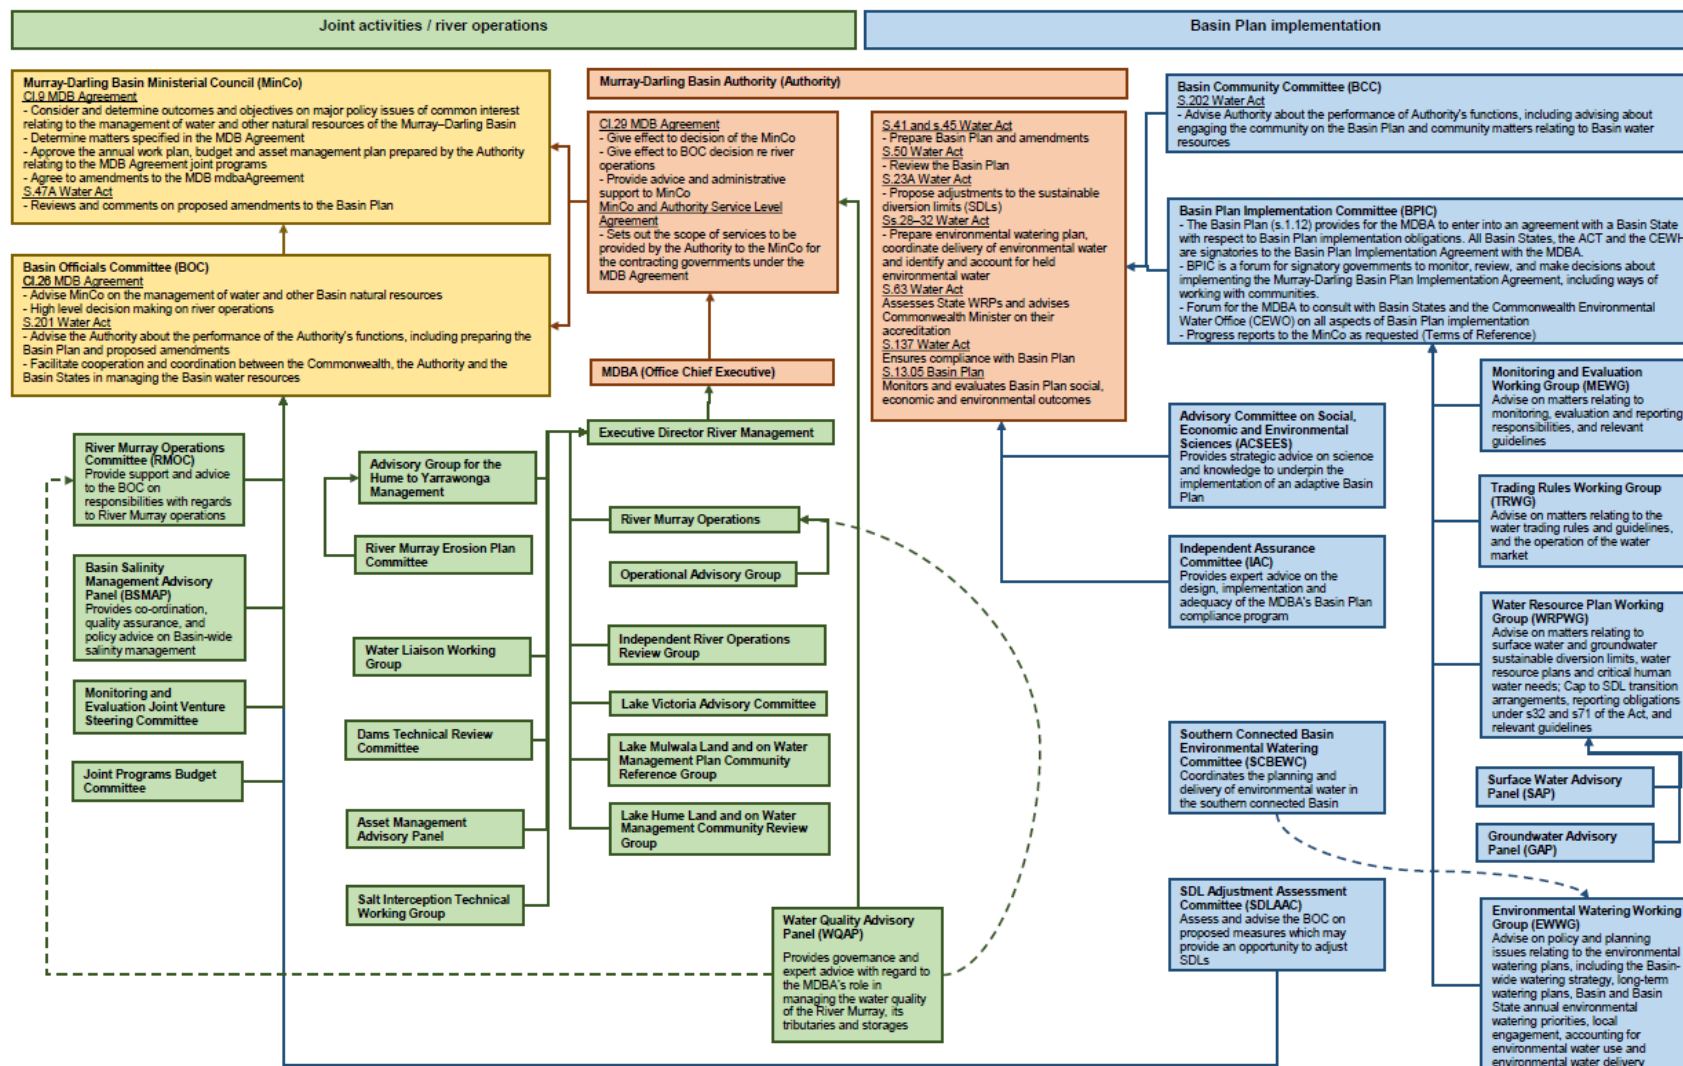 Joint activities / river operations
Basin Plan implementation
Murray-Darling Basin Ministerial Council (MinCo)
Cl.9 MDB Agreement
- Consider and determine outcomes and objectives on major policy issues of common interest
relating to the management of water and other natural resources of the Murray–Darling Basin
- Determine matters specified in the MDB Agreement
- Approve the annual work plan, budget and asset management plan prepared by the Authority
relating to the MDB Agreement joint programs
- Agree to amendments to the MDB mdbaAgreement
S.47A Water Act
- Reviews and comments on proposed amendments to the Basin Plan
Basin Officials Committee (BOC)
Cl.26 MDB Agreement
- Advise MinCo on the management of water and other Basin natural resources
- High level decision making on river operations
S.201 Water Act
- Advise the Authority about the performance of the Authority's functions, including preparing the
Basin Plan and proposed amendments
- Facilitate cooperation and coordination between the Commonwealth, the Authority and the
Basin States in managing the Basin water resources
River Murray Operations
Committee (RMOC)
Provide support and advice
to the BOC on
responsibilities with regards
to River Murray operations
Basin Salinity
Management Advisory
Panel (BSMAP)
Provides co-ordination,
quality assurance, and
policy advice on Basin-wide
salinity management
Monitoring and
Evaluation Joint Venture
Steering Committee
Joint Programs Budget
Committee
Murray-Darling Basin Authority (Authority)
Cl.29 MDB Agreement
- Give effect to decision of the MinCo
- Give effect to BOC decision re river
operations
- Provide advice and administrative
support to MinCo
MinCo and Authority Service Level
Agreement
- Sets out the scope of services to be
provided by the Authority to the MinCo for
the contracting governments under the
MDB Agreement
MDBA (Office Chief Executive)
Executive Director River Management
Advisory Group for the
Hume to Yarrawonga
Management
River Murray Erosion Plan
Committee
Water Liaison Working
Group
Dams Technical Review
Committee
Asset Management
Advisory Panel
Salt Interception Technical
Working Group
River Murray Operations
Operational Advisory Group
Independent River Operations
Review Group
Lake Victoria Advisory Committee
Lake Mulwala Land and on Water
Management Plan Community
Reference Group
Lake Hume Land and on Water
Management Community Review
Group
Water Quality Advisory
Panel (WQAP)
Provides governance and
expert advice with regard to
the MDBA's role in
managing the water quality
of the River Murray, its
tributaries and storages
S.41 and s.45 Water Act
- Prepare Basin Plan and amendments
S.50 Water Act
- Review the Basin Plan
S.23A Water Act
- Propose adjustments to the sustainable
diversion limits (SDLs)
Ss.28–32 Water Act
- Prepare environmental watering plan,
coordinate delivery of environmental water
and identify and account for held
environmental water
S.63 Water Act
Assesses State WRPs and advises
Commonwealth Minister on their
accreditation
S.137 Water Act
Ensures compliance with Basin Plan
S.13.05 Basin Plan
Monitors and evaluates Basin Plan social,
economic and environmental outcomes
Basin Community Committee (BCC)
S.202 Water Act
- Advise Authority about the performance of Authority's functions, including advising about
engaging the community on the Basin Plan and community matters relating to Basin water
resources
Basin Plan Implementation Committee (BPIC)
- The Basin Plan (s.1.12) provides for the MDBA to enter into an agreement with a Basin State
with respect to Basin Plan implementation obligations. All Basin States, the ACT and the CEWH
are signatories to the Basin Plan Implementation Agreement with the MDBA.
- BPIC is a forum for signatory governments to monitor, review, and make decisions about
implementing the Murray-Darling Basin Plan Implementation Agreement, including ways of
working with communities.
- Forum for the MDBA to consult with Basin States and the Commonwealth Environmental
Water Office (CEWO) on all aspects of Basin Plan implementation
- Progress reports to the MinCo as requested (Terms of Reference)
Advisory Committee on Social,
Economic and Environmental
Sciences (ACSEES)
Provides strategic advice on science
and knowledge to underpin the
implementation of an adaptive Basin
Plan
Independent Assurance
Committee (IAC)
Provides expert advice on the
design, implementation and
adequacy of the MDBA's Basin Plan
compliance program
Southern Connected Basin
Environmental Watering
Committee (SCBEWC)
Coordinates the planning and
delivery of environmental water in
the southern connected Basin
SDL Adjustment Assessment
Committee (SDLAAC)
Assess and advise the BOC on
proposed measures which may
provide an opportunity to adjust
SDLs
Monitoring and Evaluation
Working Group (MEWG)
Advise on matters relating to
monitoring, evaluation and reporting
responsibilities, and relevant
guidelines
Trading Rules Working Group
(TRWG)
Advise on matters relating to the
water trading rules and guidelines,
and the operation of the water
market
Water Resource Plan Working
Group (WRPWG)
Advise on matters relating to
surface water and groundwater
sustainable diversion limits, water
resource plans and critical human
water needs; Cap to SDL transition
arrangements, reporting obligations
under s32 and s71 of the Act, and
relevant guidelines
Surface Water Advisory
Panel (SAP)
Groundwater Advisory
Panel (GAP)
Environmental Watering Working
Group (EWWG)
Advise on policy and planning
issues relating to the environmental
watering plans, including the Basin-
wide watering strategy, long-term
watering plans, Basin and Basin
State annual environmental
watering priorities, local
engagement, accounting for
environmental water use and
environmental water delivery